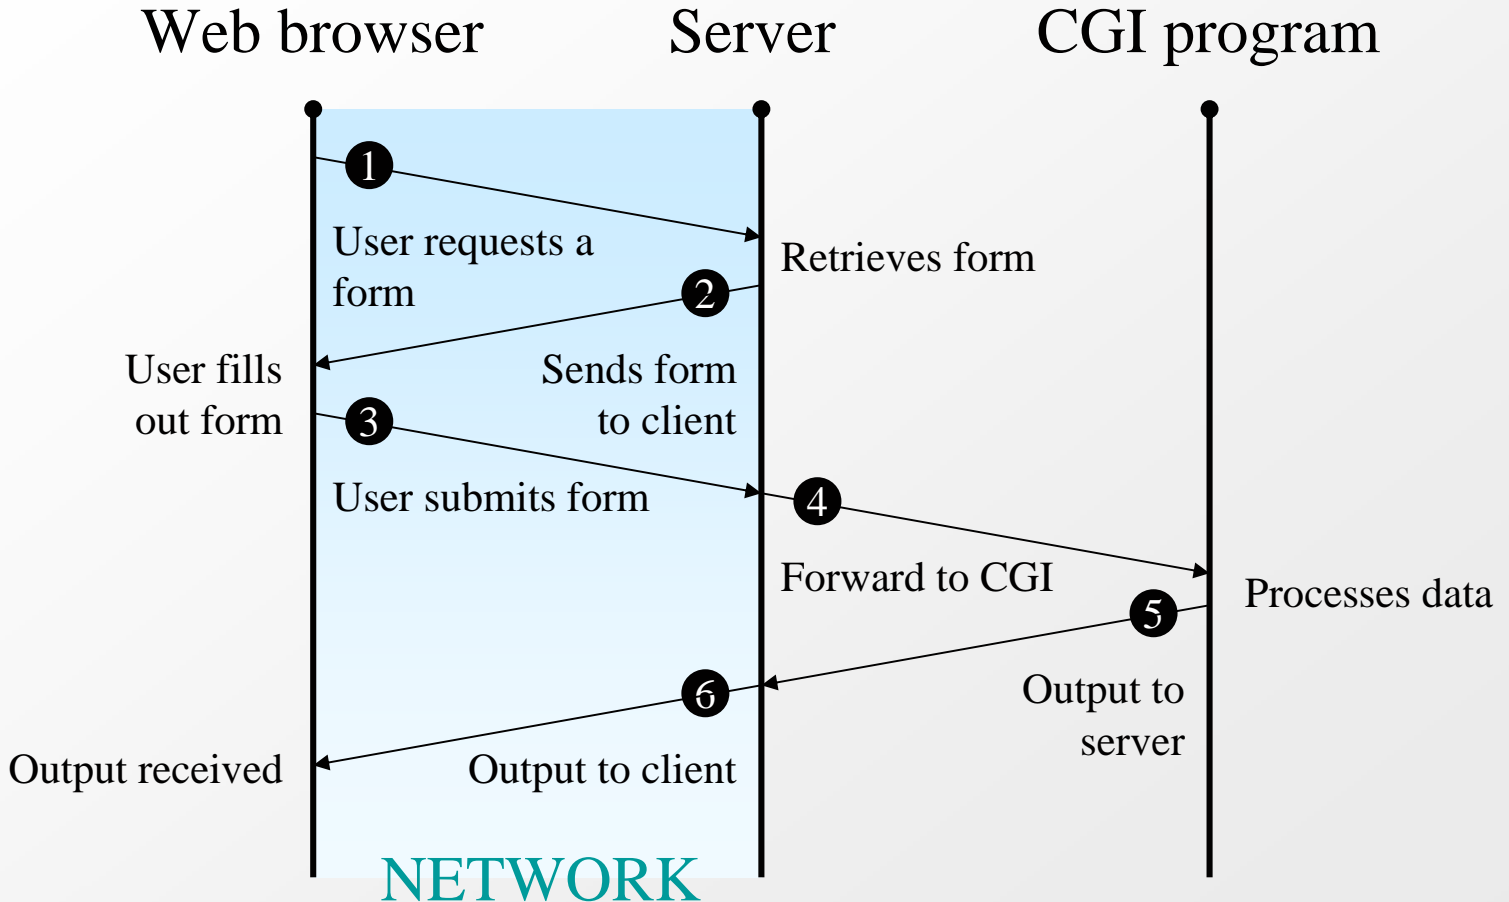 Web browser
Server
CGI program
1
User requests a
form
Retrieves form
2
Sends form
to client
User fills
out form
3
User submits form
4
Forward to CGI
Processes data
5
Output to
server
6
Output to client
Output received
NETWORK